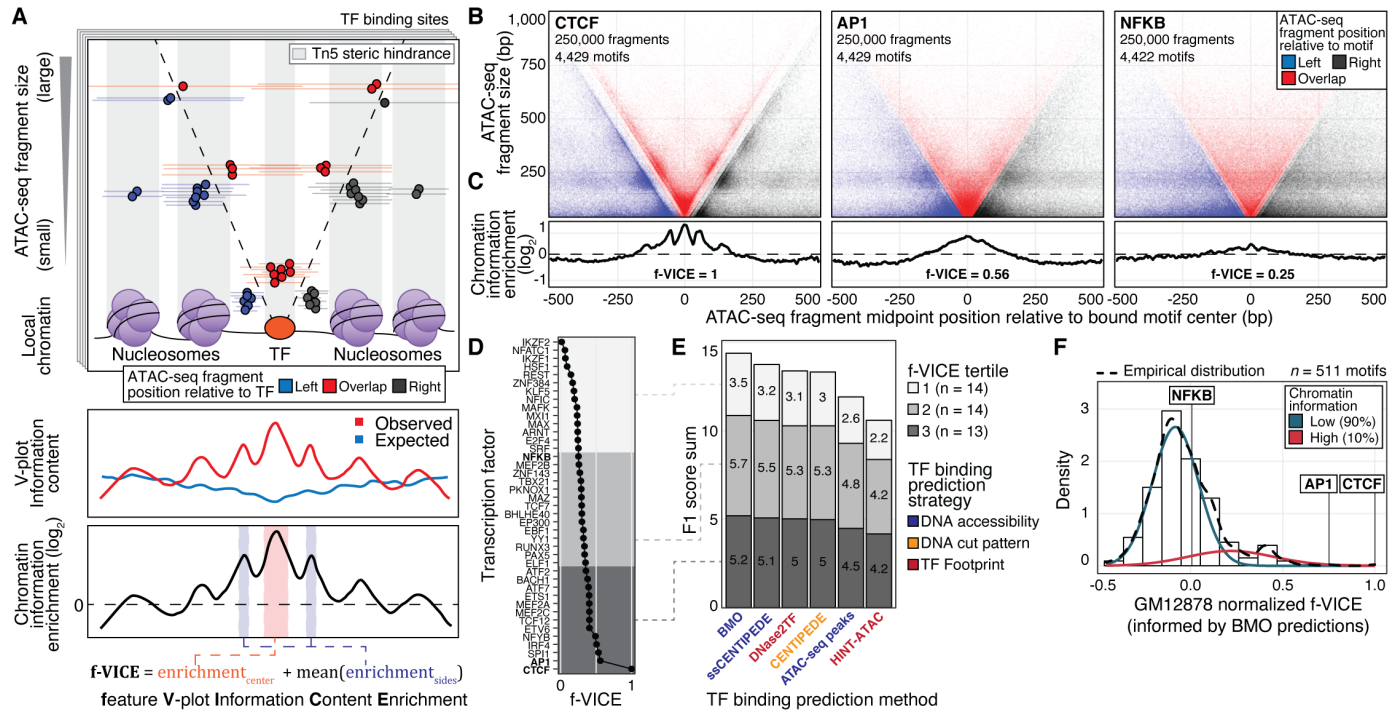 A
TF binding sites
Tn5 steric hindrance
ATAC-seq fragment size
(large)
(small)
Local
chromatin
Nucleosomes
TF
Nucleosomes
ATAC-seq fragment
position relative to TF
Left
Overlap
Right
V-plot
Information
content
Observed
Expected
Chromatin
information
enrichment (log2)
0
f-VICE = enrichmentcenter + mean(enrichmentsides)
feature V-plot Information Content Enrichment
B
ATAC-seq
fragment size (bp)
1,000
750
500
250
CTCF
250,000 fragments
4,429 motifs
AP1
250,000 fragments
4,429 motifs
NFKB
250,000 fragments
4,422 motifs
ATAC-seq
fragment position
relative to motif
Left
Right
Overlap
C
Chromatin
information
enrichment
(log2)
1
0
-1
f-VICE = 1
f-VICE = 0.56
f-VICE = 0.25
-500 -250 0 250 -500 -250 0 250 -500 -250 0 250 500
ATAC-seq fragment midpoint position relative to bound motif center (bp)
D
Transcription factor
IKZF2
NFATC1
IKZF1
HSF1
REST
ZNF384
KLF5
NFIC
MAFK
MXI1
MAX
ARNT
E2F4
SRF
NFKB
MEF2B
ZNF143
TBX21
PKNOX1
MAZ
TCF7
BHLHE40
EP300
EBF1
YY1
RUNX3
PAX5
ELF1
ATF2
BACH1
ATF7
ETS1
MEF2A
MEF2C
TCF12
ETV6
NFYB
IRF4
SPI1
AP1
CTCF
0 1
f-VICE
E
F1 score sum
15
10
5
0
3.5 3.2 3.1 3 2.6 2.2
5.7 5.5 5.3 5.3 4.8 4.2
5.2 5.1 5 5 4.5 4.2
BMO
ssCENTIPEDE
DNase2TF
CENTIPEDE
ATAC-seq peaks
HINT-ATAC
TF binding prediction method
f-VICE tertile
1 (n = 14)
2 (n = 14)
3 (n = 13)
TF binding
prediction
strategy
DNA accessibility
DNA cut pattern
TF Footprint
F
Empirical distribution
n = 511 motifs
Density
3
2
1
0
NFKB
Chromatin
information
Low (90%)
High (10%)
AP1
CTCF
-0.5 0.0 0.5 1.0
GM12878 normalized f-VICE
(informed by BMO predictions)